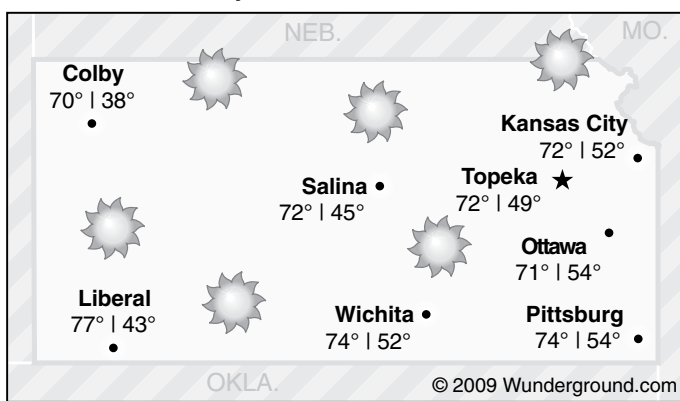 NEB.
MO.
Colby
70° | 38°
Kansas City
72° | 52°
Topeka
72° | 49°
Salina
72° | 45°
Ottawa
71° | 54°
Liberal
77° | 43°
Wichita
74° | 52°
Pittsburg
74° | 54°
OKLA.
© 2009 Wunderground.com